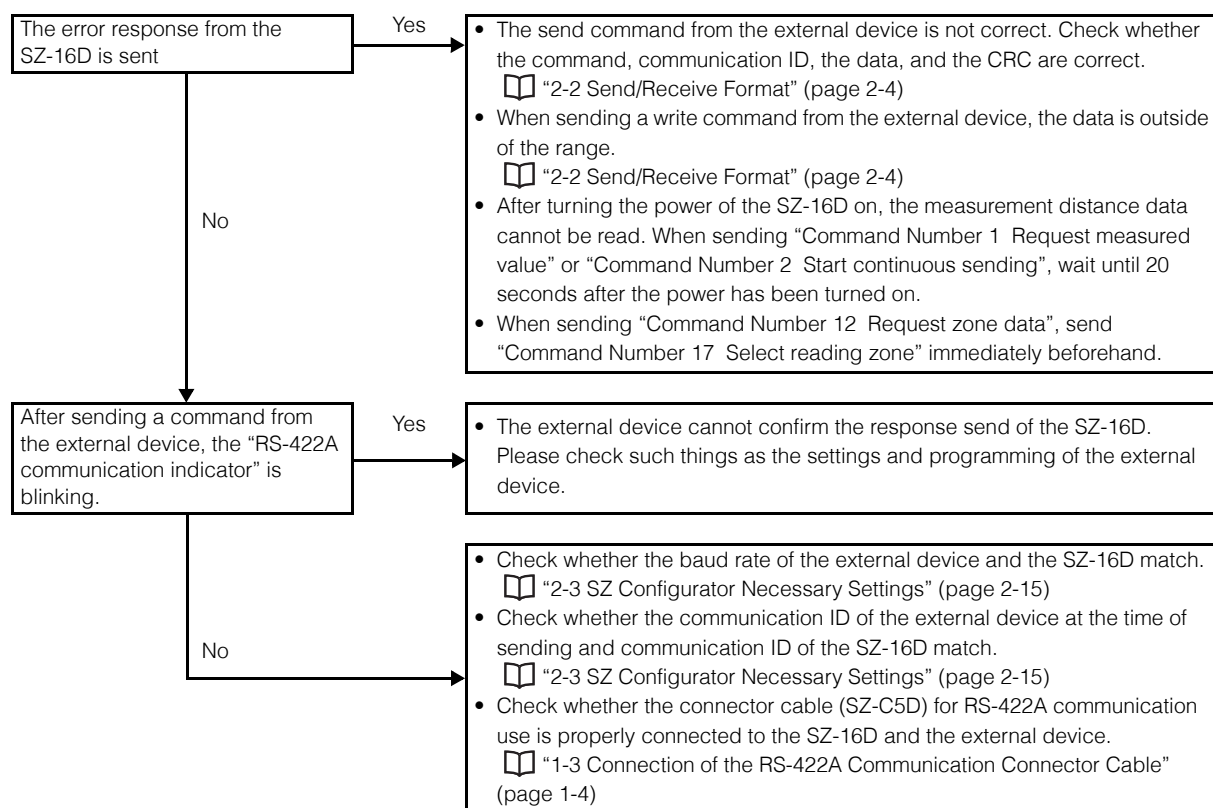 The error response from the
SZ-16D is sent
Yes
• The send command from the external device is not correct. Check whether
the command, communication ID, the data, and the CRC are correct.
“2-2 Send/Receive Format” (page 2-4)
• When sending a write command from the external device, the data is outside
of the range.
“2-2 Send/Receive Format” (page 2-4)
• After turning the power of the SZ-16D on, the measurement distance data
cannot be read. When sending “Command Number 1 Request measured
value” or “Command Number 2 Start continuous sending”, wait until 20
seconds after the power has been turned on.
• When sending “Command Number 12 Request zone data”, send
“Command Number 17 Select reading zone” immediately beforehand.
No
After sending a command from
the external device, the “RS-422A
communication indicator” is
blinking.
Yes
• The external device cannot confirm the response send of the SZ-16D.
Please check such things as the settings and programming of the external
device.
No
• Check whether the baud rate of the external device and the SZ-16D match.
“2-3 SZ Configurator Necessary Settings” (page 2-15)
• Check whether the communication ID of the external device at the time of
sending and communication ID of the SZ-16D match.
“2-3 SZ Configurator Necessary Settings” (page 2-15)
• Check whether the connector cable (SZ-C5D) for RS-422A communication
use is properly connected to the SZ-16D and the external device.
“1-3 Connection of the RS-422A Communication Connector Cable”
(page 1-4)